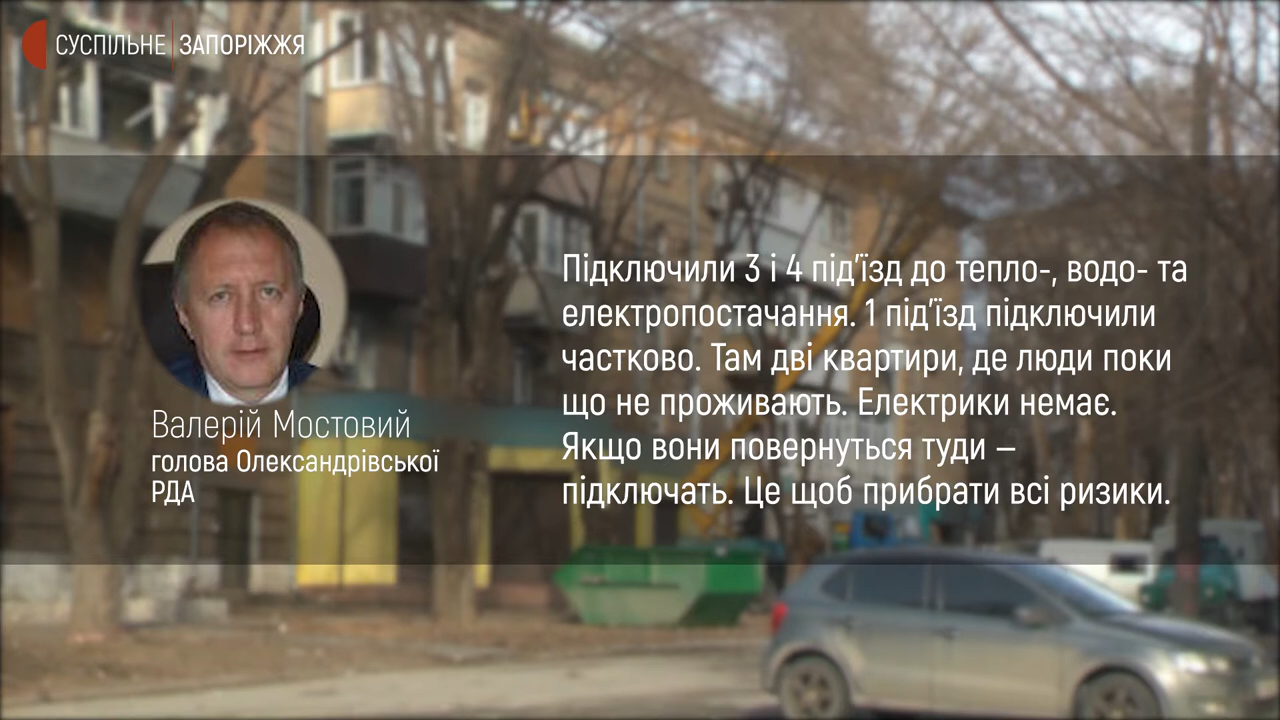 СУСПІЛЬНЕ ЗАПОРІЖЖЯ
Валерій Мостовий
голова Олександрівської
РДА
Підключили 3 і 4 під'їзд до тепло-, водо- та
електропостачання. 1 під'їзд підключили
частково. Там дві квартири, де люди поки
що не проживають. Електрики немає.
Якщо вони повернуться туди –
підключать. Це щоб прибрати всі ризики.